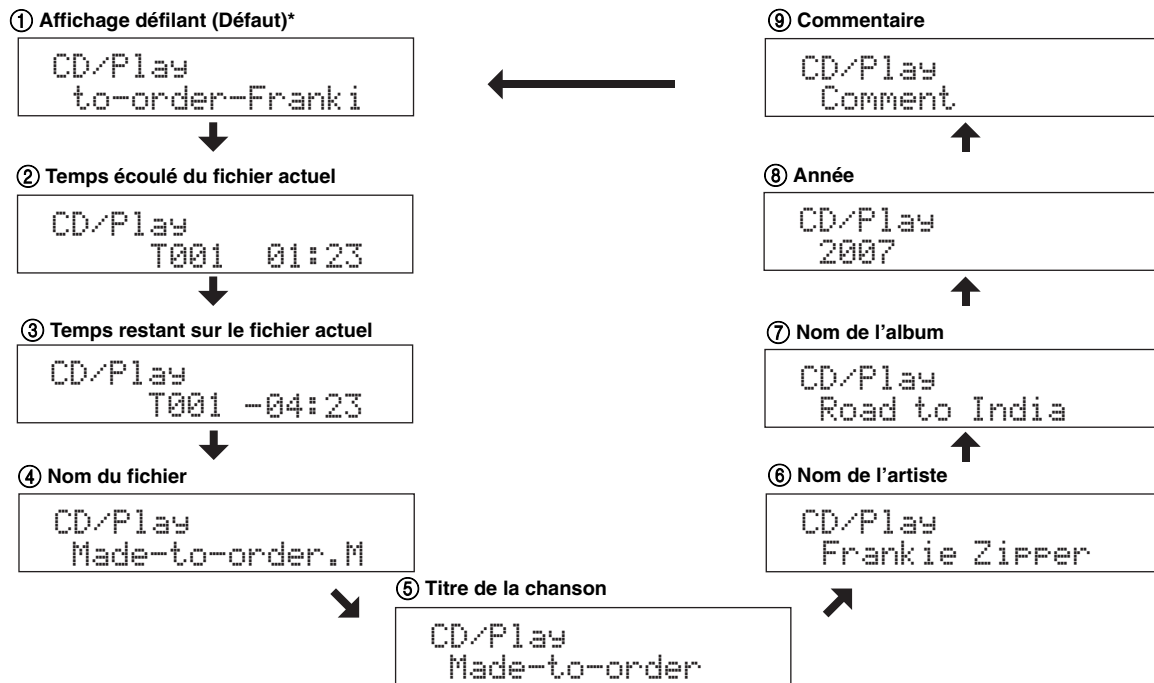 ① Affichage défilant (Défaut)*
CD/Play
to-order-Franki
② Temps écoulé du fichier actuel
CD/Play
T001 01:23
③ Temps restant sur le fichier actuel
CD/Play
T001 -04:23
④ Nom du fichier
CD/Play
Made-to-order.M
⑤ Titre de la chanson
CD/Play
Made-to-order
⑥ Nom de l'artiste
CD/Play
Frankie Zipper
⑦ Nom de l'album
CD/Play
Road to India
⑧ Année
CD/Play
2007
⑨ Commentaire
CD/Play
Comment